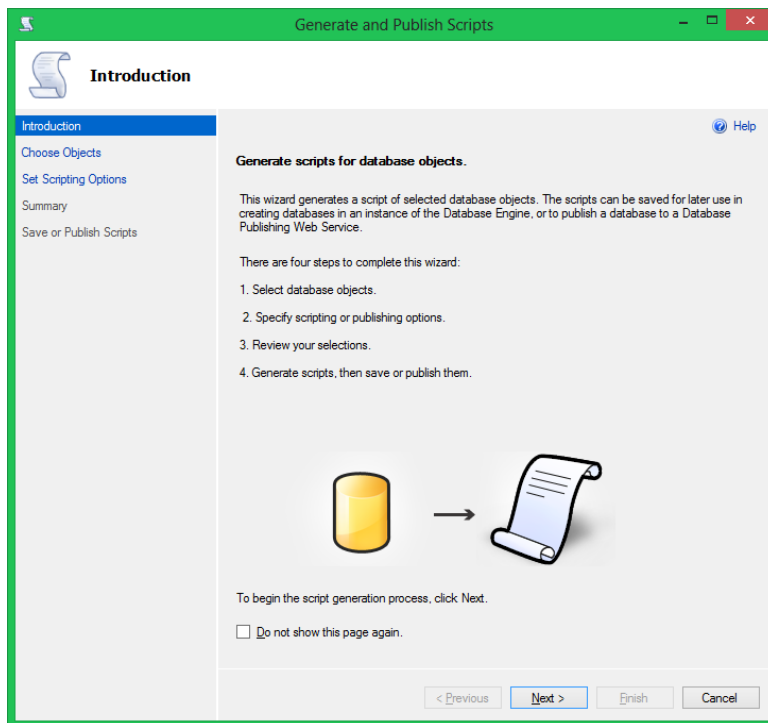 Generate and Publish Scripts
Introduction
Introduction
Help
Choose Objects
Set Scripting Options
Summary
Save or Publish Scripts
Generate scripts for database objects.
This wizard generates a script of selected database objects. The scripts can be saved for later use in
creating databases in an instance of the Database Engine, or to publish a database to a Database
Publishing Web Service.
There are four steps to complete this wizard:
1. Select database objects.
2. Specify scripting or publishing options.
3. Review your selections.
4. Generate scripts, then save or publish them.
To begin the script generation process, click Next.
Do not show this page again.
< Previous
Next >
Finish
Cancel